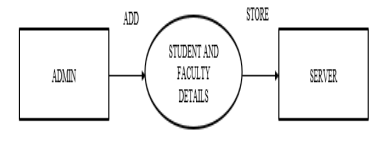 ADD
STORE
ADMIN
STUDENT AND
FACULTY
DETAILS
SERVER